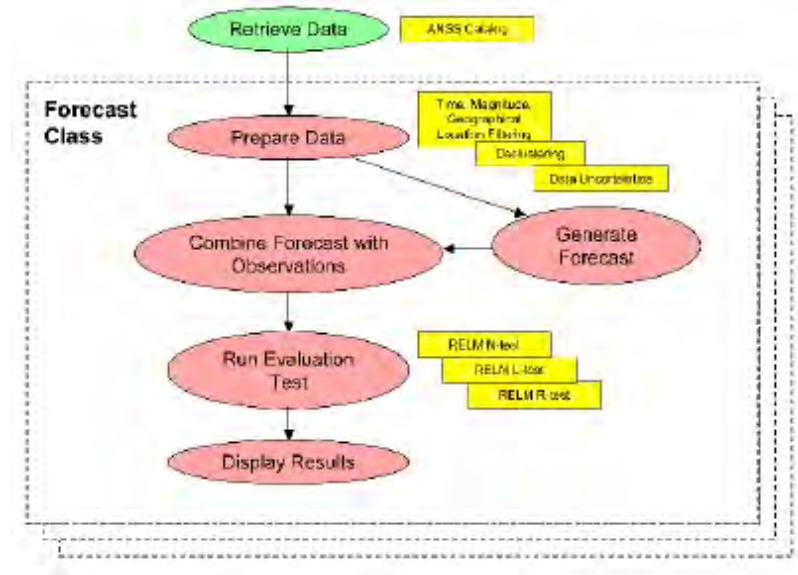 Retrieve Data
ANSS Catalog
Forecast
Class
Prepare Data
Time, Magnitude,
Geographical
Location Filtering
Declustering
Data Uncertainties
Combine Forecast with
Observations
Generate
Forecast
Run Evaluation
Test
RELM N-test
RELM L-test
RELM R-test
Display Results